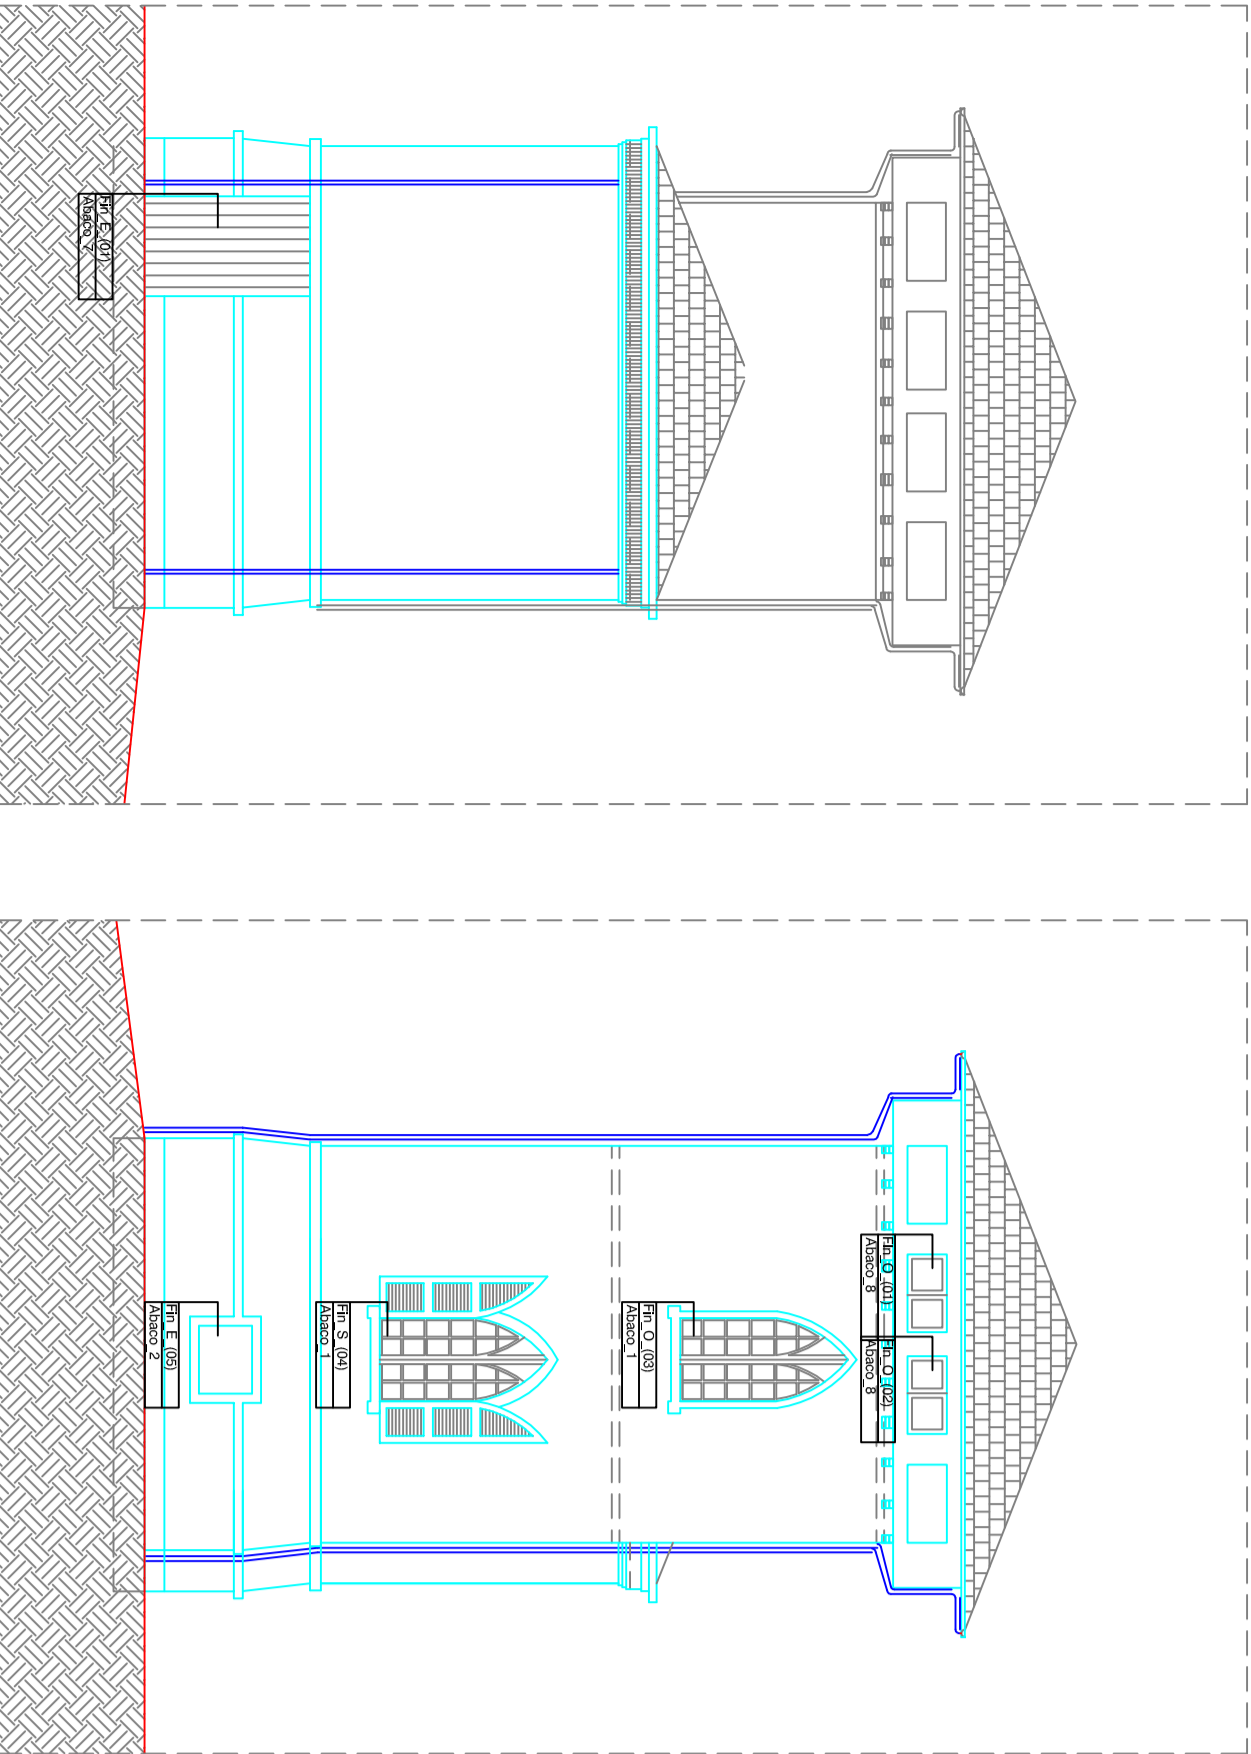 Fin_E_(01)
Abaco_7
Fin_O_(01)
Abaco_8
Fin_O_(02)
Abaco_8
Fin_O_(03)
Abaco_1
Fin_S_(04)
Abaco_1
Fin_E_(05)
Abaco_2